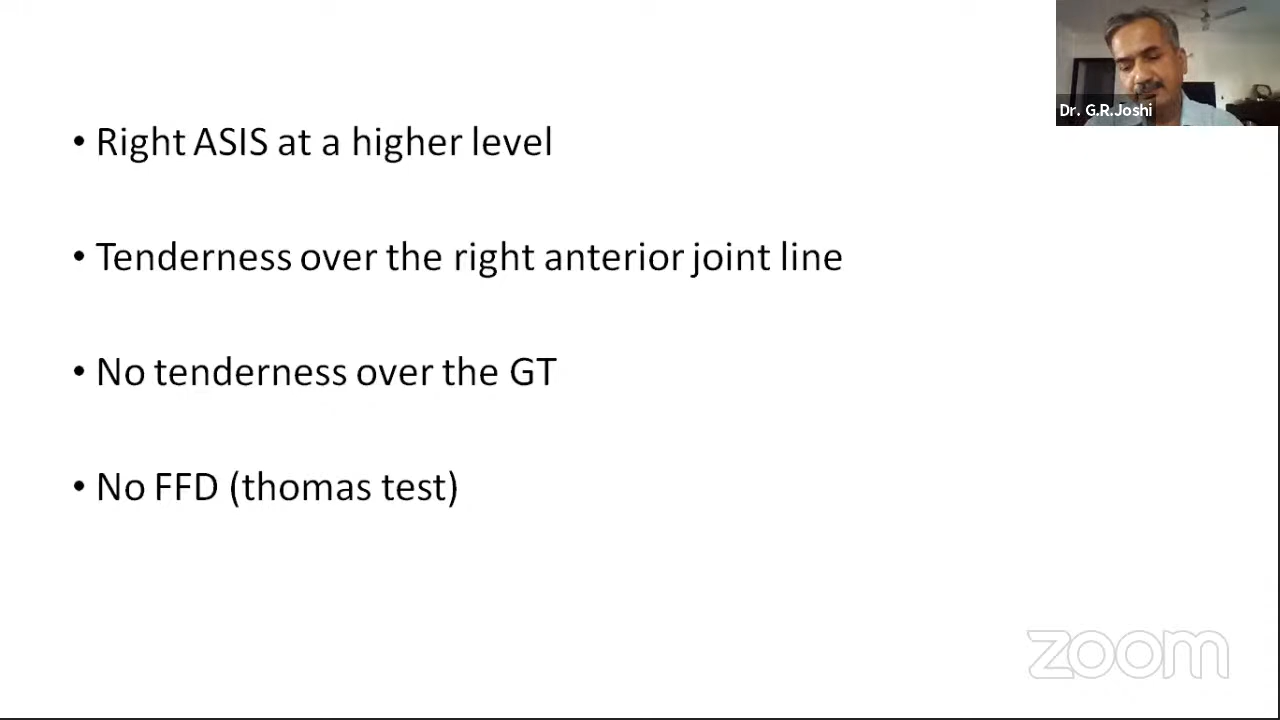 Dr. G.R.Joshi
• Right ASIS at a higher level
• Tenderness over the right anterior joint line
• No tenderness over the GT
• No FFD (thomas test)
zoom